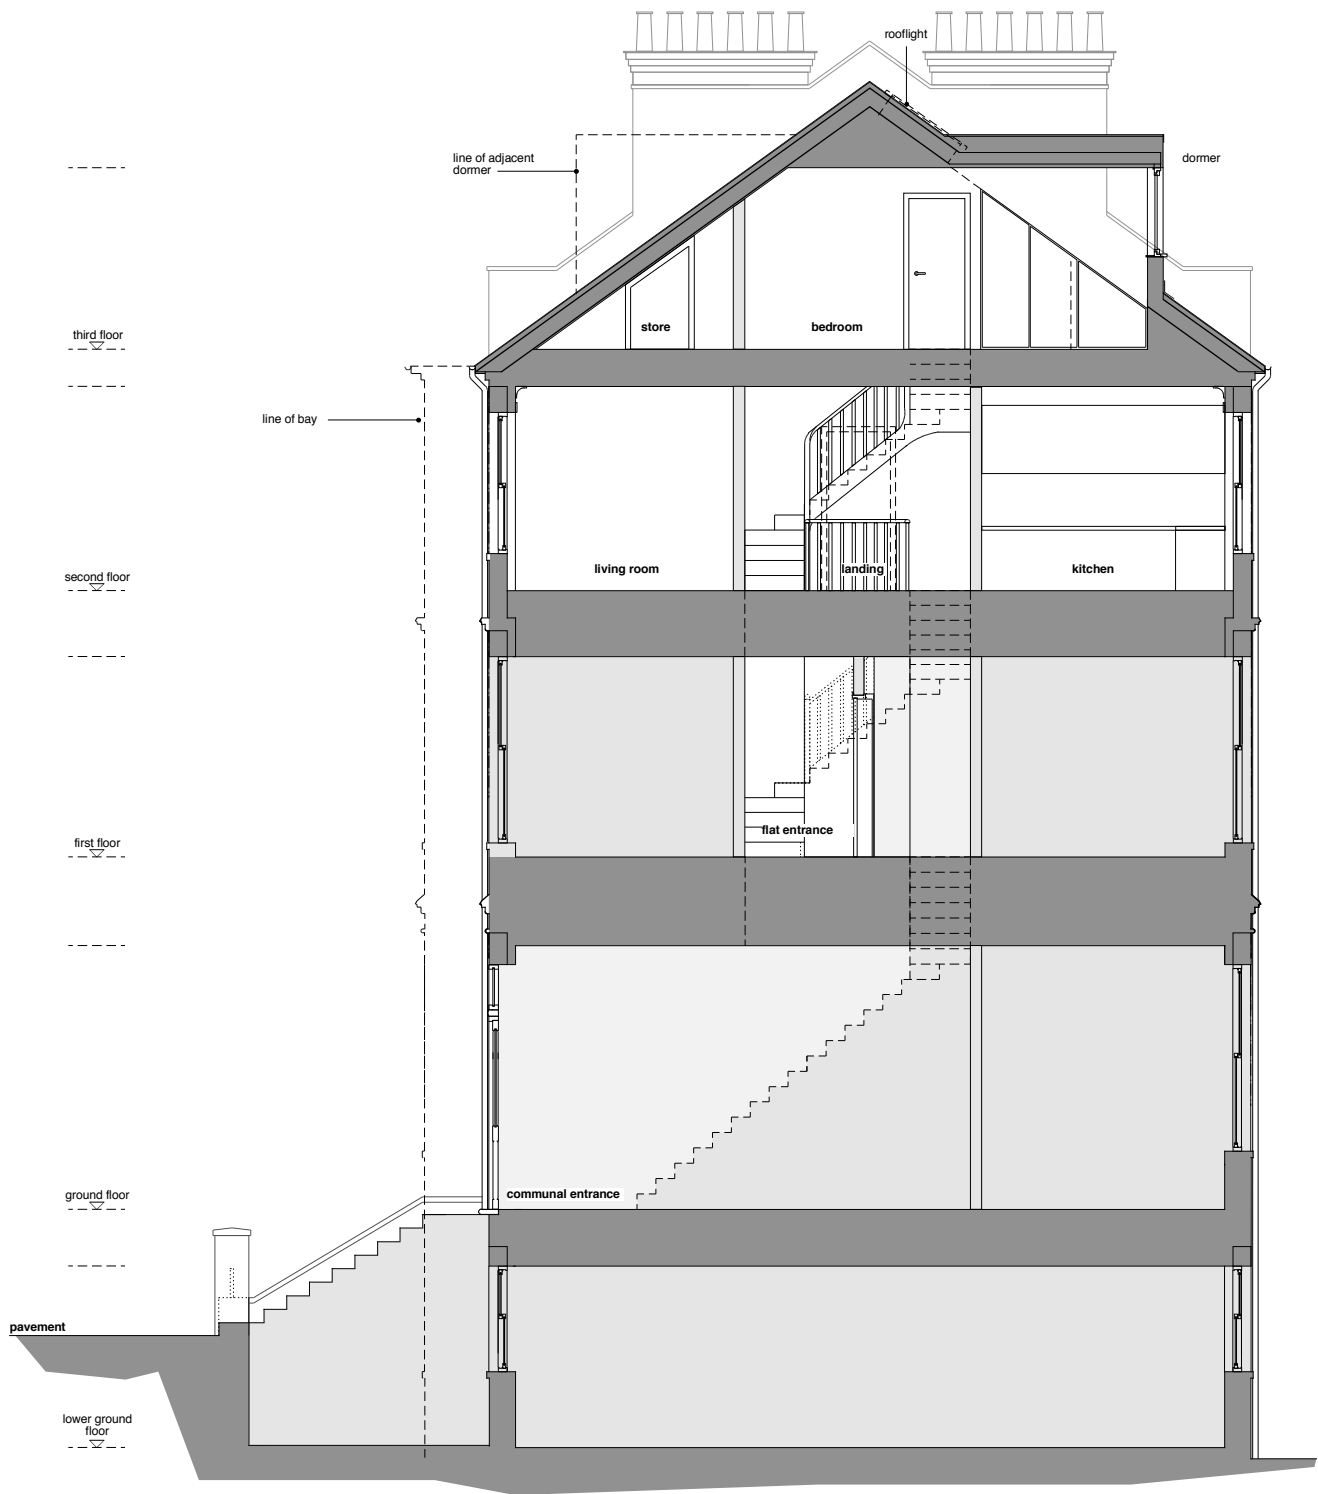 rooflight
line of adjacent
dormer
dormer
third floor
store
bedroom
line of bay
second floor
living room
landing
kitchen
first floor
flat entrance
ground floor
communal entrance
pavement
lower ground
floor